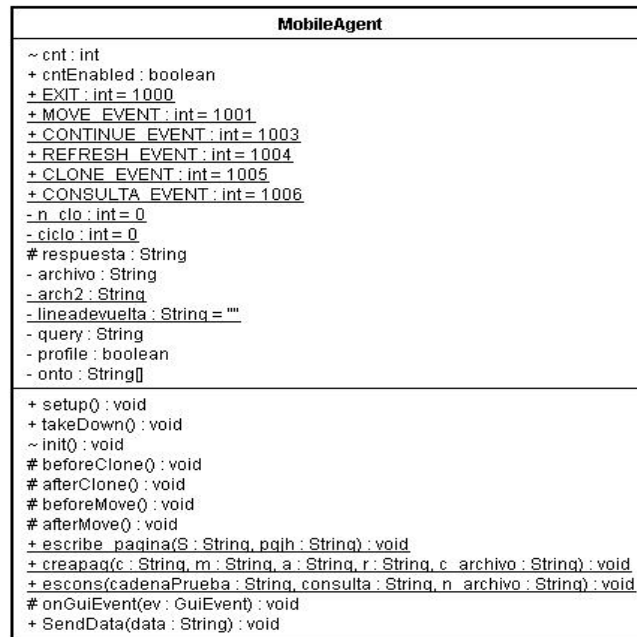 MobileAgent
~ cnt : int
+ cntEnabled : boolean
+ EXIT : int = 1000
+ MOVE_EVENT : int = 1001
+ CONTINUE_EVENT : int = 1003
+ REFRESH_EVENT : int = 1004
+ CLONE_EVENT : int = 1005
+ CONSULTA_EVENT : int = 1006
- n_clo : int = 0
- ciclo : int = 0
# respuesta : String
- archivo : String
- arch2 : String
- lineadevuelta : String = ""
- query : String
- profile : boolean
- onto : String[]
+ setup() : void
+ takeDown() : void
~ init() : void
# beforeClone() : void
# afterClone() : void
# beforeMove() : void
# afterMove() : void
+ escribe_pagina(S : String, pgjh : String) : void
+ creapag(c : String, m : String, a : String, r : String, c_archivo : String) : void
+ escons(cadenaPrueba : String, consulta : String, n_archivo : String) : void
# onGuiEvent(ev : GuiEvent) : void
+ SendData(data : String) : void